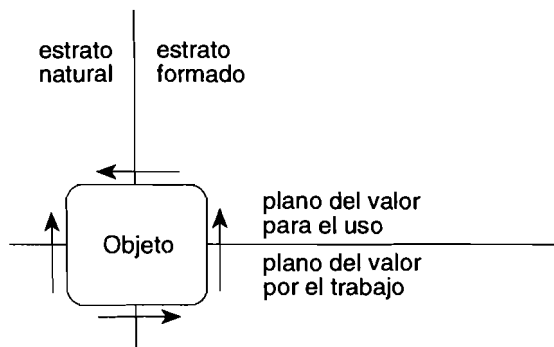 estrato
natural
estrato
formado
Objeto
plano del valor
para el uso
plano del valor
por el trabajo